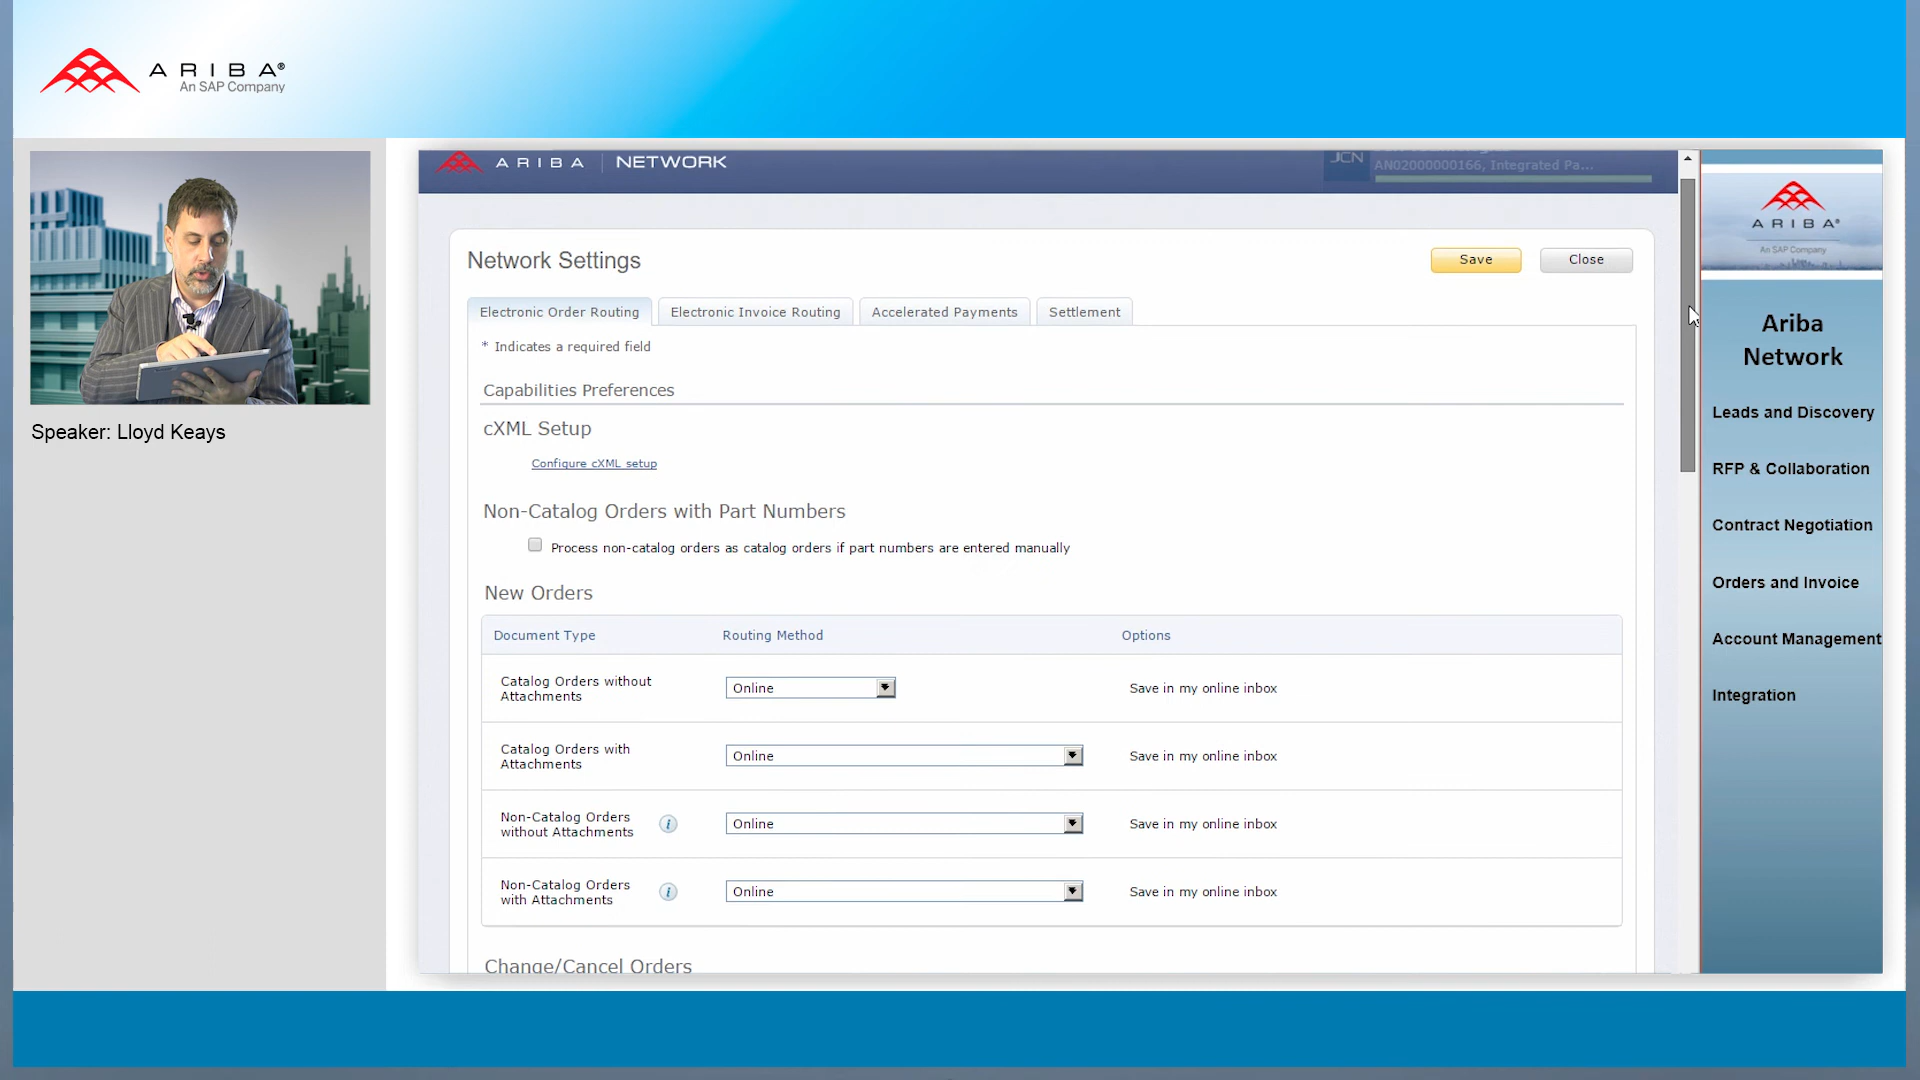 ARIBA®
An SAP Company
Speaker: Lloyd Keays
ARIBA | NETWORK
JCN
AN02000000166, Integrated Pa...
Network Settings
Save
Close
Electronic Order Routing
Electronic Invoice Routing
Accelerated Payments
Settlement
* Indicates a required field
Capabilities Preferences
cXML Setup
Configure cXML setup
Non-Catalog Orders with Part Numbers
Process non-catalog orders as catalog orders if part numbers are entered manually
New Orders
Document Type
Routing Method
Options
Catalog Orders without
Attachments
Online
Save in my online inbox
Catalog Orders with
Attachments
Online
Save in my online inbox
Non-Catalog Orders
without Attachments
i
Online
Save in my online inbox
Non-Catalog Orders
with Attachments
i
Online
Save in my online inbox
Change/Cancel Orders
ARIBA®
An SAP Company
Ariba
Network
Leads and Discovery
RFP & Collaboration
Contract Negotiation
Orders and Invoice
Account Management
Integration